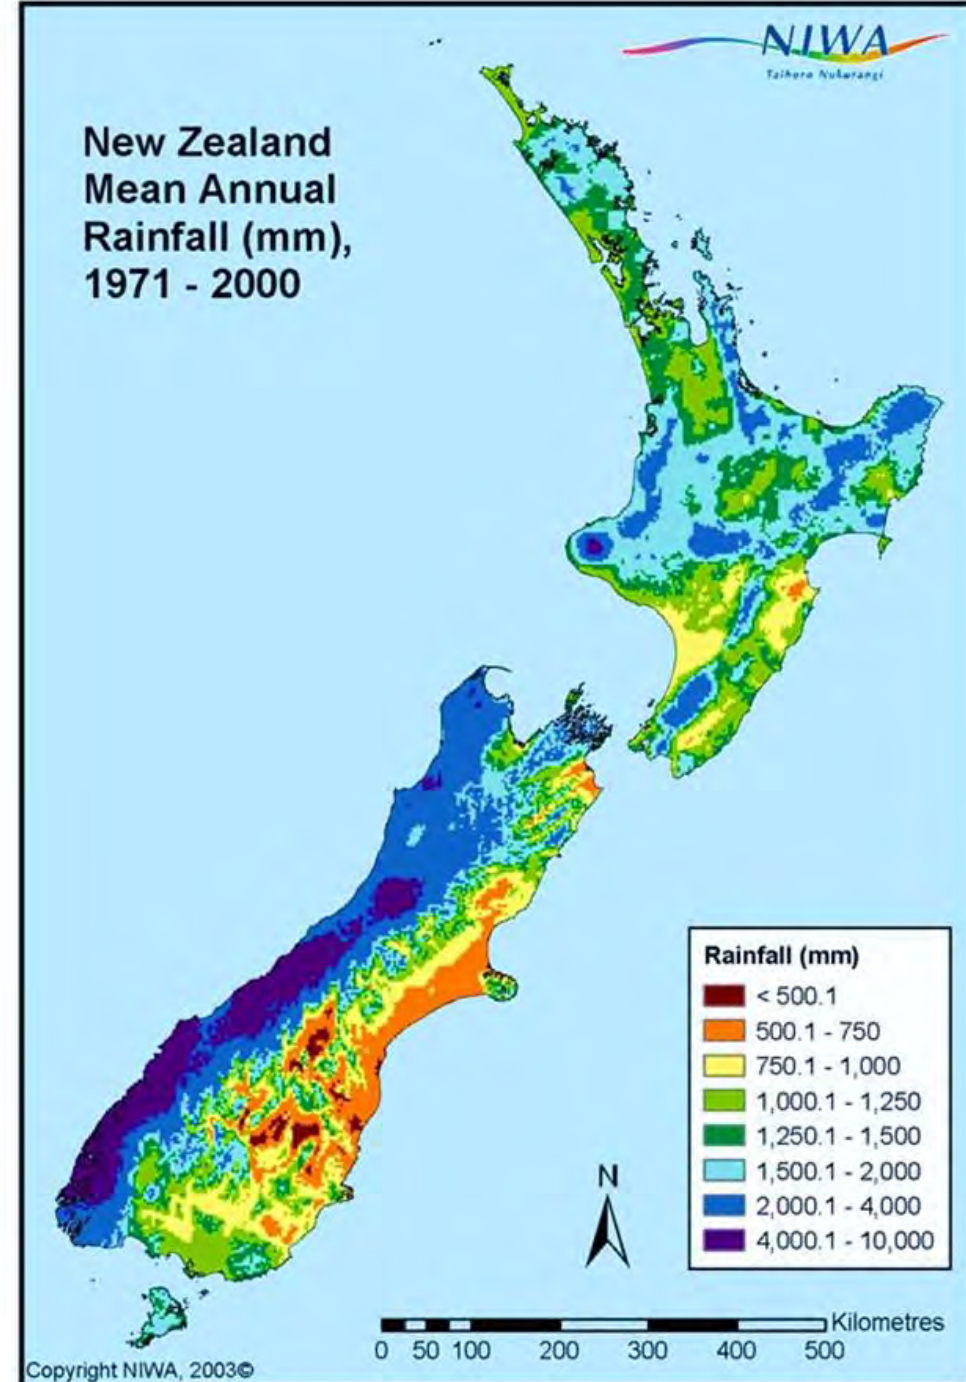 NIWA
Taihoro Nukurangi
New Zealand
Mean Annual
Rainfall (mm),
1971 - 2000
Rainfall (mm)
< 500.1
500.1 - 750
750.1 - 1,000
1,000.1 - 1,250
1,250.1 - 1,500
1,500.1 - 2,000
2,000.1 - 4,000
4,000.1 - 10,000
N
Kilometres
0 50 100 200 300 400 500
Copyright NIWA, 2003©